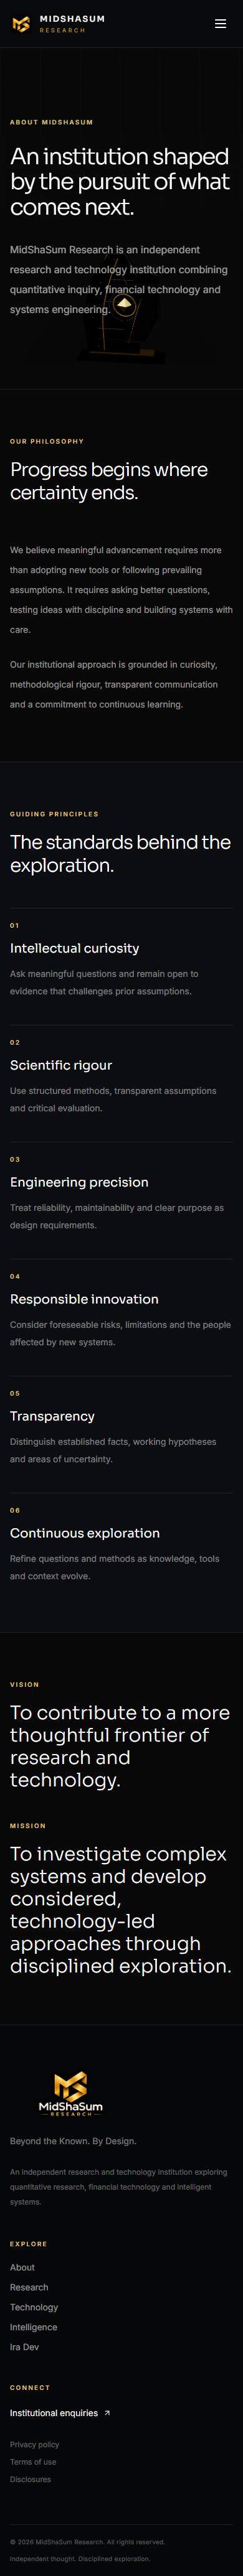 MIDSHASUM
RESEARCH
ABOUT MIDSHASUM
An institution shaped
by the pursuit of what
comes next.
MidShaSum Research is an independent
research and technology institution combining
quantitative inquiry, financial technology and
systems engineering.
OUR PHILOSOPHY
Progress begins where
certainty ends.
We believe meaningful advancement requires more
than adopting new tools or following prevailing
assumptions. It requires asking better questions,
testing ideas with discipline and building systems with
care.
Our institutional approach is grounded in curiosity,
methodological rigour, transparent communication
and a commitment to continuous learning.
GUIDING PRINCIPLES
The standards behind the
exploration.
01
Intellectual curiosity
Ask meaningful questions and remain open to
evidence that challenges prior assumptions.
02
Scientific rigour
Use structured methods, transparent assumptions
and critical evaluation.
03
Engineering precision
Treat reliability, maintainability and clear purpose as
design requirements.
04
Responsible innovation
Consider foreseeable risks, limitations and the people
affected by new systems.
05
Transparency
Distinguish established facts, working hypotheses
and areas of uncertainty.
06
Continuous exploration
Refine questions and methods as knowledge, tools
and context evolve.
VISION
To contribute to a more
thoughtful frontier of
research and
technology.
MISSION
To investigate complex
systems and develop
considered,
technology-led
approaches through
disciplined exploration.
MidShaSum
RESEARCH
Beyond the Known. By Design.
An independent research and technology institution exploring
quantitative research, financial technology and intelligent
systems.
EXPLORE
About
Research
Technology
Intelligence
Ira Dev
CONNECT
Institutional enquiries
Privacy policy
Terms of use
Disclosures
© 2026 MidShaSum Research. All rights reserved.
Independent thought. Disciplined exploration.